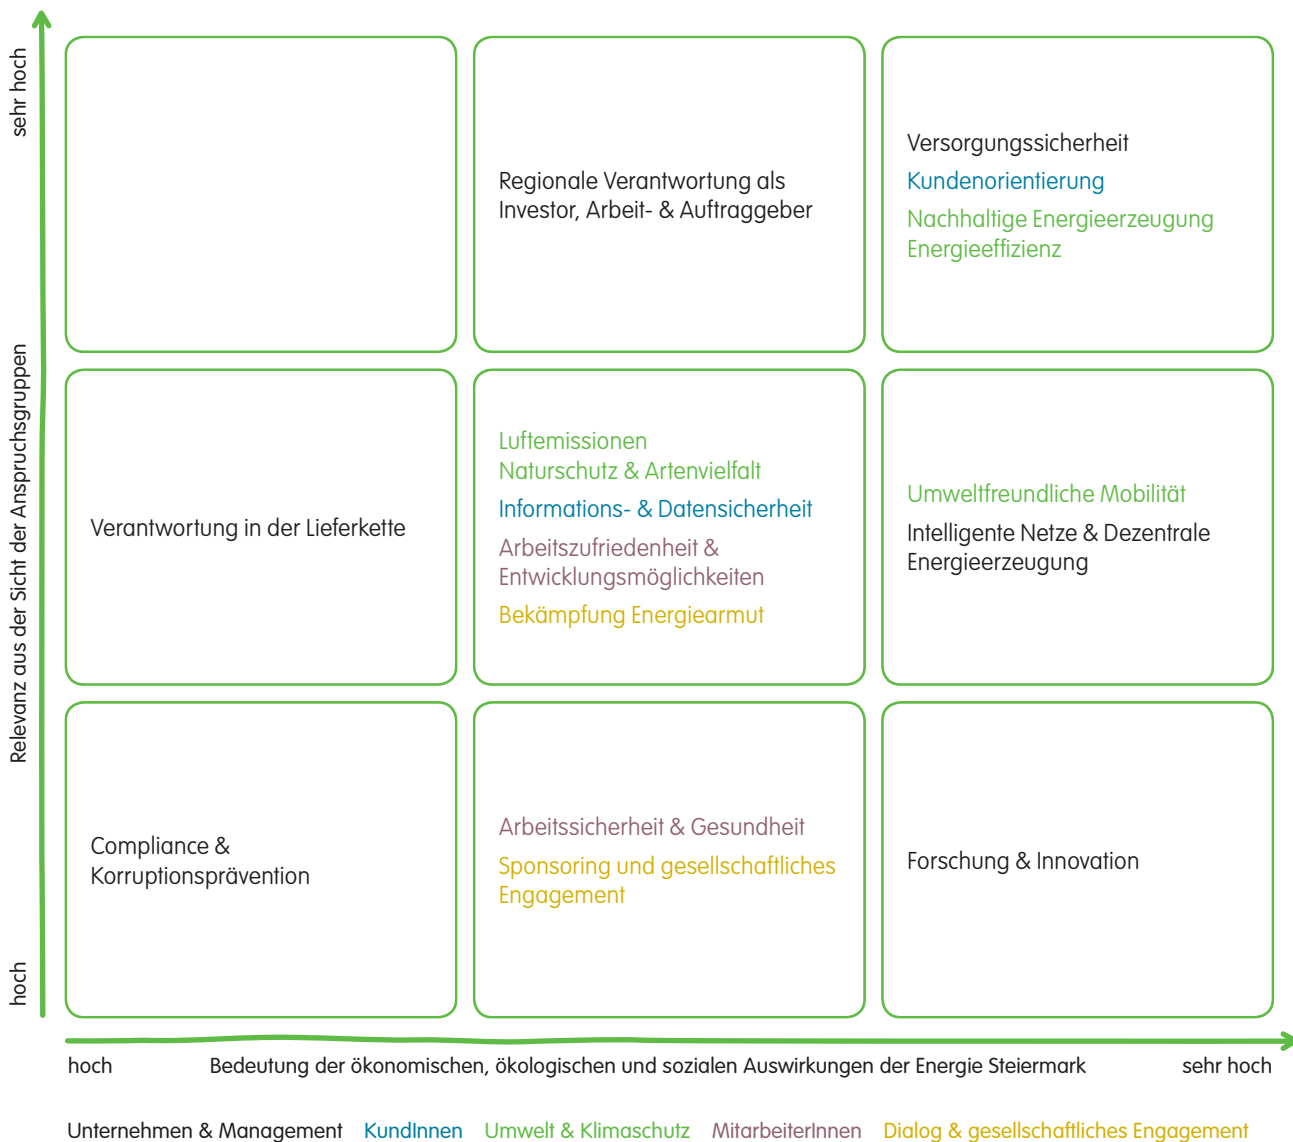 sehr hoch
Relevanz aus der Sicht der Anspruchsgruppen
hoch
Regionale Verantwortung als
Investor, Arbeit- & Auftraggeber
Versorgungssicherheit
Kundenorientierung
Nachhaltige Energieerzeugung
Energieeffizienz
Verantwortung in der Lieferkette
Luftemissionen
Naturschutz & Artenvielfalt
Informations- & Datensicherheit
Arbeitszufriedenheit &
Entwicklungsmöglichkeiten
Bekämpfung Energiearmut
Umweltfreundliche Mobilität
Intelligente Netze & Dezentrale
Energieerzeugung
Compliance &
Korruptionsprävention
Arbeitssicherheit & Gesundheit
Sponsoring und gesellschaftliches
Engagement
Forschung & Innovation
hoch
Bedeutung der ökonomischen, ökologischen und sozialen Auswirkungen der Energie Steiermark
sehr hoch
Unternehmen & Management KundInnen Umwelt & Klimaschutz MitarbeiterInnen Dialog & gesellschaftliches Engagement